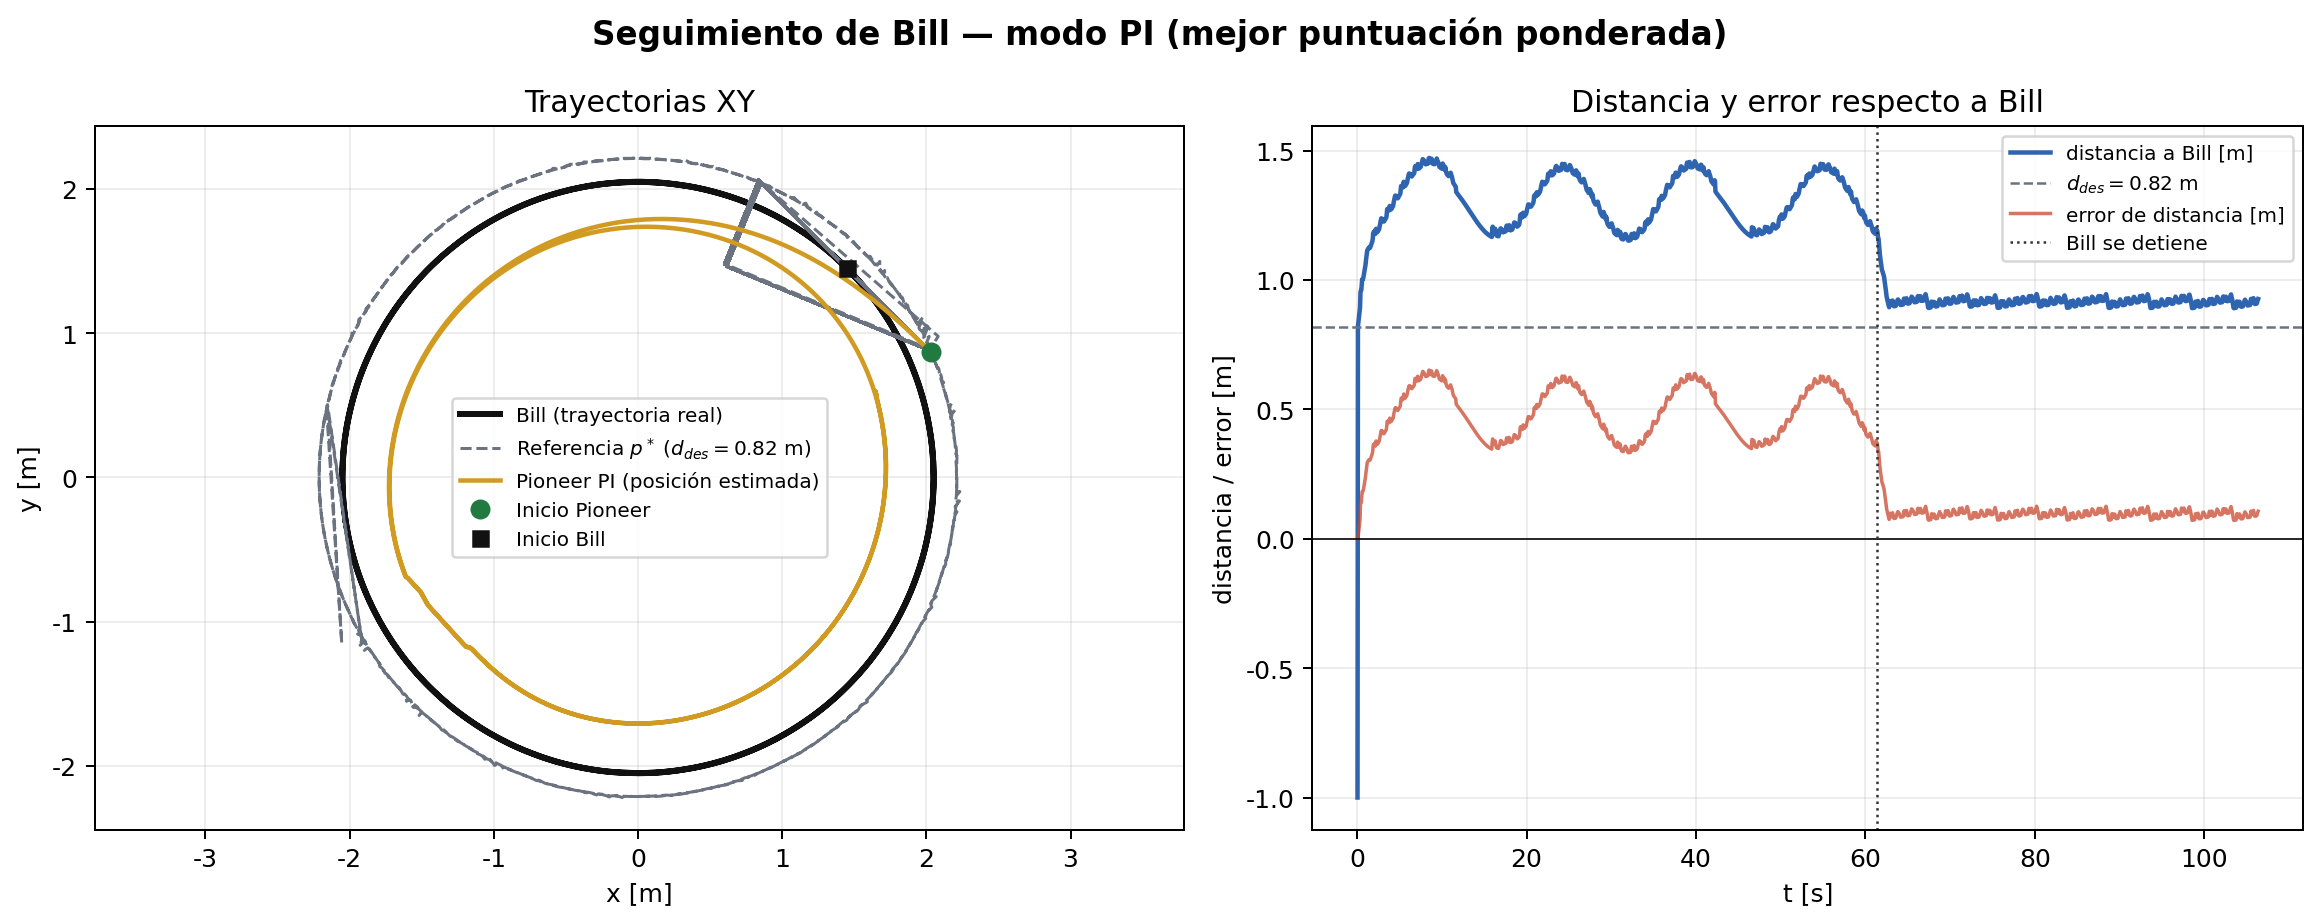 Seguimiento de Bill — modo PI (mejor puntuación ponderada)
Trayectorias XY
y [m]
2
1
0
-1
-2
Bill (trayectoria real)
Referencia p* (d_des = 0.82 m)
Pioneer PI (posición estimada)
Inicio Pioneer
Inicio Bill
-3 -2 -1 0 1 2 3
x [m]
Distancia y error respecto a Bill
distancia / error [m]
1.5
1.0
0.5
0.0
-0.5
-1.0
distancia a Bill [m]
d_des = 0.82 m
error de distancia [m]
Bill se detiene
0 20 40 60 80 100
t [s]